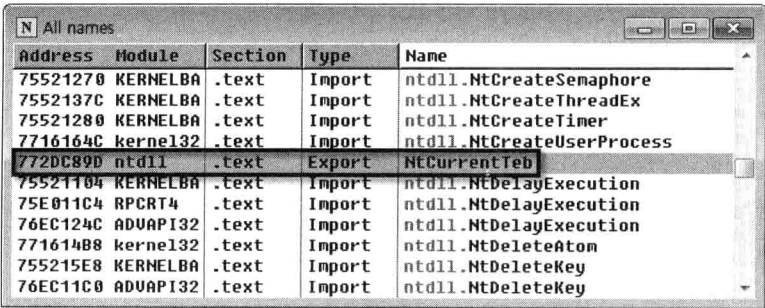 N All names
Address Module Section Type Name
75521270 KERNELBA .text Import ntdll.NtCreateSemaphore
7552137C KERNELBA .text Import ntdll.NtCreateThreadEx
75521280 KERNELBA .text Import ntdll.NtCreateTimer
7716164C kernel32 .text Import ntdll.NtCreateUserProcess
772DC89D ntdll .text Export NtCurrentTeb
75521104 KERNELBA .text Import ntdll.NtDelayExecution
75E011C4 RPCRT4 .text Import ntdll.NtDelayExecution
76EC124C ADVAPI32 .text Import ntdll.NtDelayExecution
771614B8 kernel32 .text Import ntdll.NtDeleteAtom
755215E8 KERNELBA .text Import ntdll.NtDeleteKey
76EC11C0 ADVAPI32 .text Import ntdll.NtDeleteKey